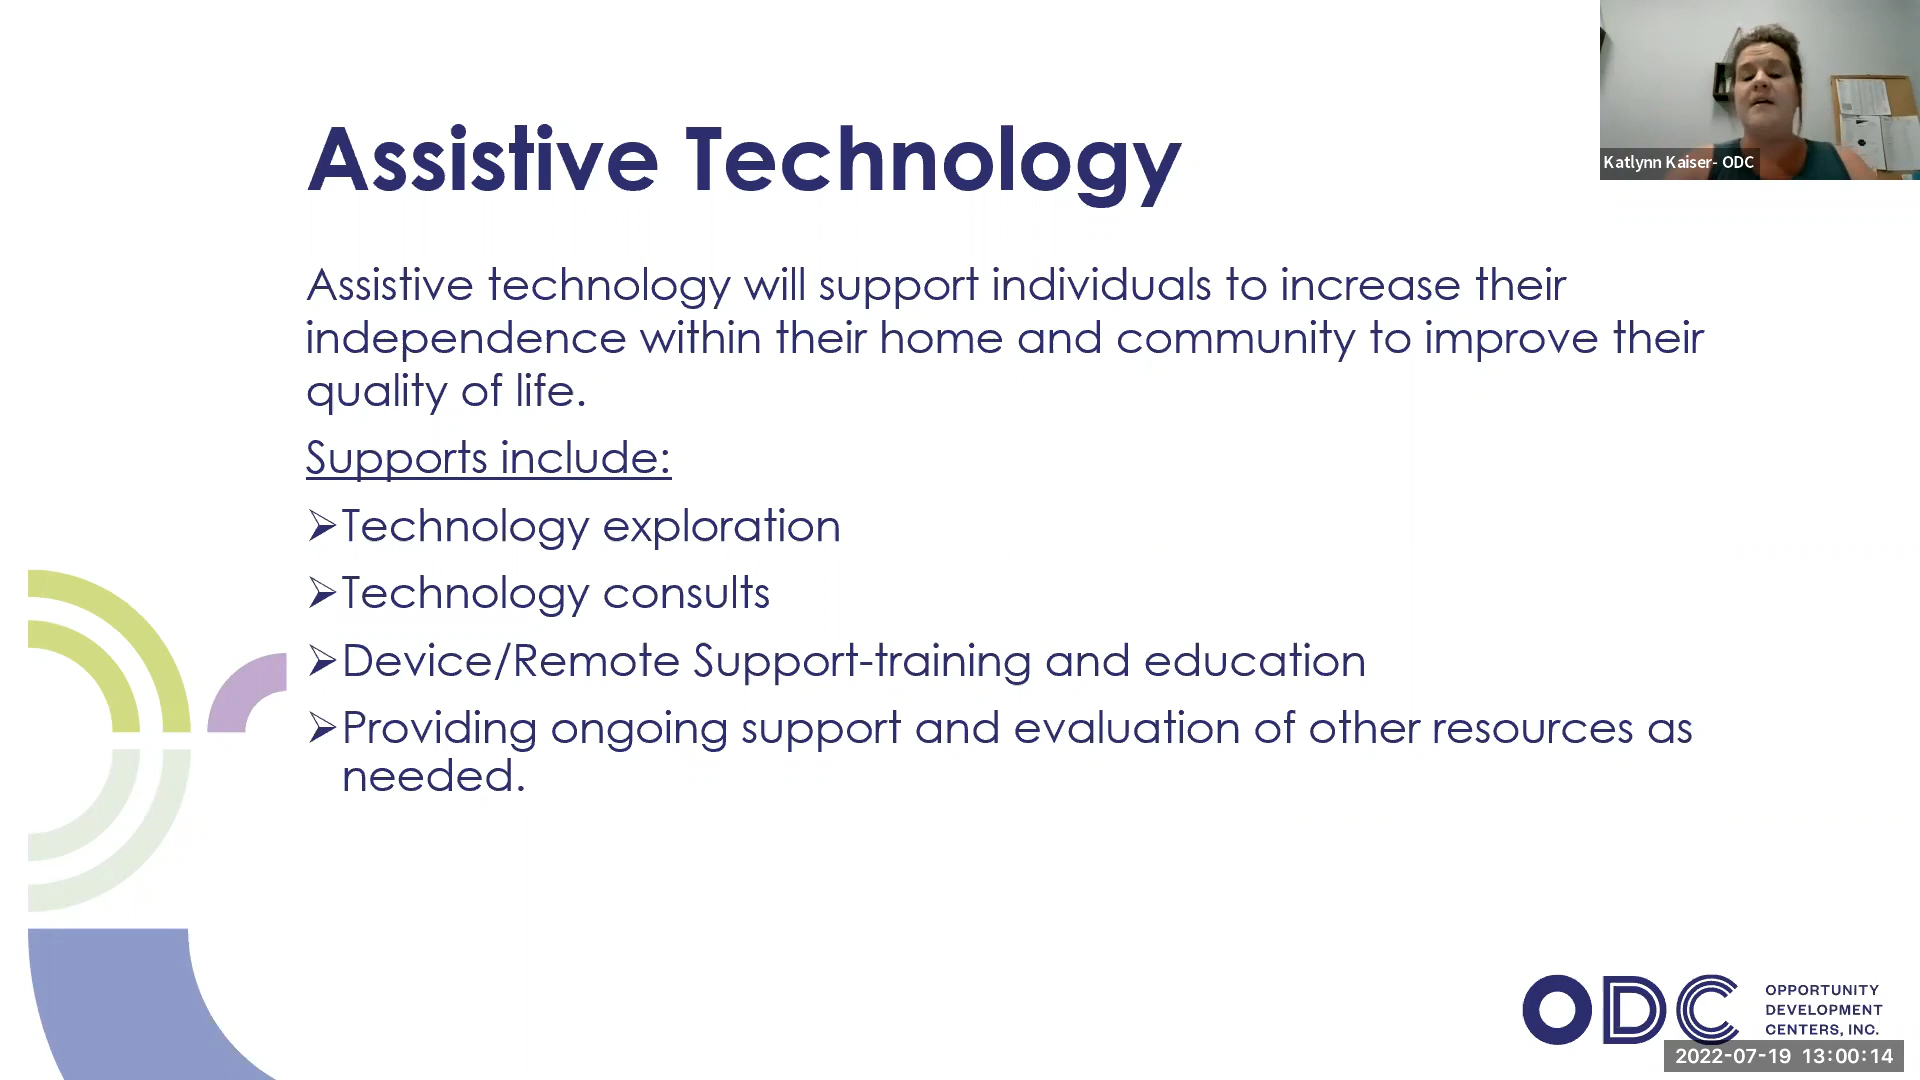 Assistive Technology
Katlynn Kaiser- ODC
Assistive technology will support individuals to increase their
independence within their home and community to improve their
quality of life.
Supports include:
➢Technology exploration
➢Technology consults
➢Device/Remote Support-training and education
➢Providing ongoing support and evaluation of other resources as
needed.
ODC
OPPORTUNITY
DEVELOPMENT
CENTERS, INC.
2022-07-19 13:00:14